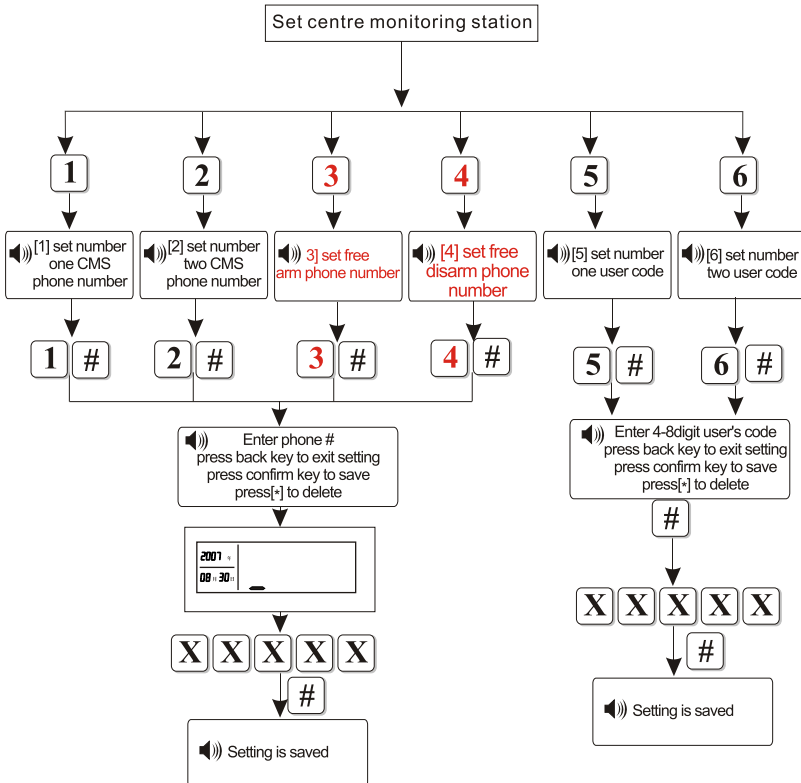 Set centre monitoring station
1
2
3
4
5
6
[1] set number
one CMS
phone number
[2] set number
two CMS
phone number
3] set free
arm phone number
[4] set free
disarm phone
number
[5] set number
one user code
[6] set number
two user code
1 #
2 #
3 #
4 #
5 #
6 #
Enter phone #
press back key to exit setting
press confirm key to save
press[*] to delete
Enter 4-8digit user's code
press back key to exit setting
press confirm key to save
press[*] to delete
#
2007
08 30
X X X X X
#
Setting is saved
X X X X X
#
Setting is saved